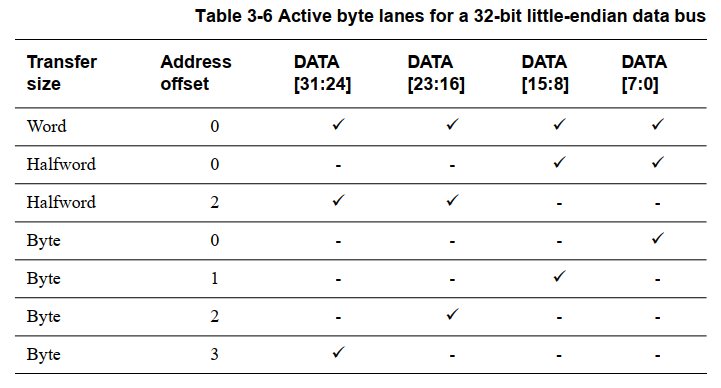 Table 3-6 Active byte lanes for a 32-bit little-endian data bus
Transfer size Address offset DATA [31:24] DATA [23:16] DATA [15:8] DATA [7:0]
Word 0 ✓ ✓ ✓ ✓
Halfword 0 - - ✓ ✓
Halfword 2 ✓ ✓ - -
Byte 0 - - - ✓
Byte 1 - - ✓ -
Byte 2 - ✓ - -
Byte 3 ✓ - - -